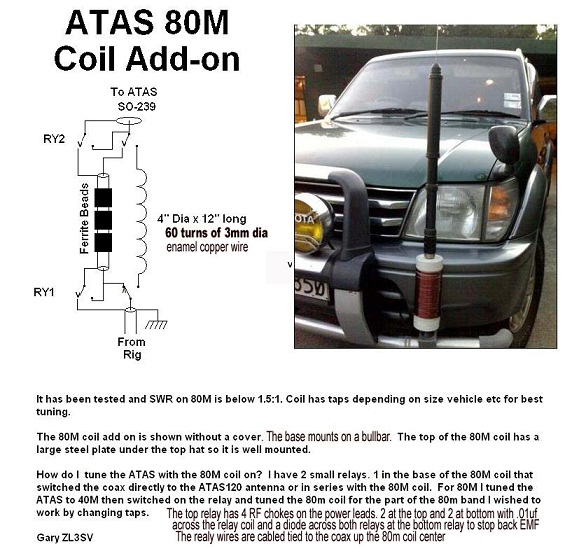 ATAS 80M
Coil Add-on
To ATAS
SO-239
RY2
Ferrite Beads
4" Dia x 12" long
60 turns of 3mm dia
enamel copper wire
RY1
From
Rig
OTA
350
It has been tested and SWR on 80M is below 1.5:1. Coil has taps depending on size vehicle etc for best
tuning.
The 80M coil add on is shown without a cover. The base mounts on a bullbar. The top of the 80M coil has a
large steel plate under the top hat so it is well mounted.
How do I tune the ATAS with the 80M coil on? I have 2 small relays. 1 in the base of the 80M coil that
switched the coax directly to the ATAS120 antenna or in series with the 80M coil. For 80M I tuned the
ATAS to 40M then switched on the relay and tuned the 80m coil for the part of the 80m band I wished to
work by changing taps. The top relay has 4 RF chokes on the power leads. 2 at the top and 2 at bottom with .01uf
across the relay coil and a diode across both relays at the bottom relay to stop back EMF
Gary ZL3SV The realy wires are cabled tied to the coax up the 80m coil center